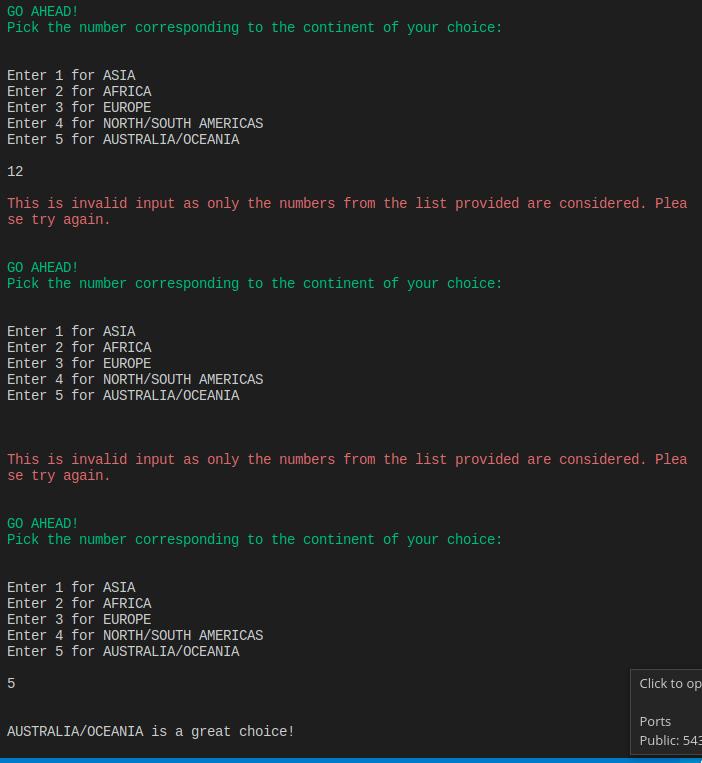 GO AHEAD!
Pick the number corresponding to the continent of your choice:
Enter 1 for ASIA
Enter 2 for AFRICA
Enter 3 for EUROPE
Enter 4 for NORTH/SOUTH AMERICAS
Enter 5 for AUSTRALIA/OCEANIA
12
This is invalid input as only the numbers from the list provided are considered. Plea
se try again.
GO AHEAD!
Pick the number corresponding to the continent of your choice:
Enter 1 for ASIA
Enter 2 for AFRICA
Enter 3 for EUROPE
Enter 4 for NORTH/SOUTH AMERICAS
Enter 5 for AUSTRALIA/OCEANIA
This is invalid input as only the numbers from the list provided are considered. Plea
se try again.
GO AHEAD!
Pick the number corresponding to the continent of your choice:
Enter 1 for ASIA
Enter 2 for AFRICA
Enter 3 for EUROPE
Enter 4 for NORTH/SOUTH AMERICAS
Enter 5 for AUSTRALIA/OCEANIA
5
Click to op
Ports
Public: 543
AUSTRALIA/OCEANIA is a great choice!